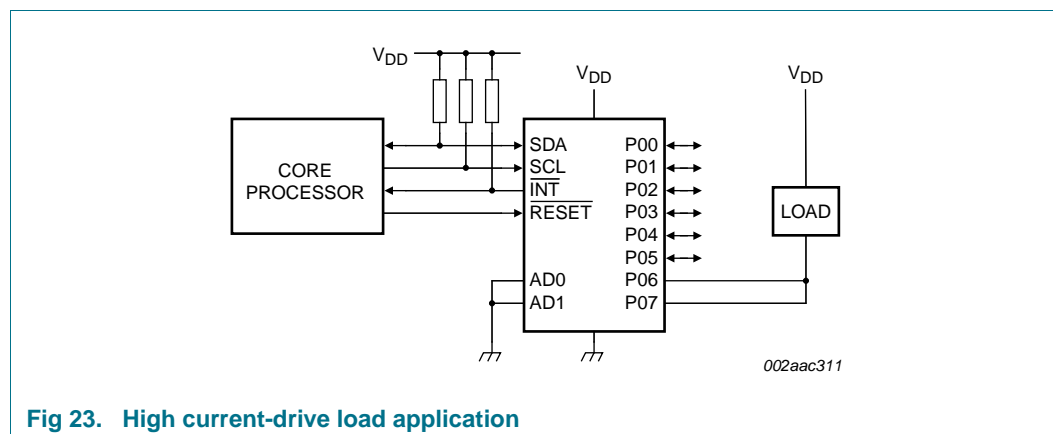 VDD
VDD
VDD
CORE
PROCESSOR
SDA
SCL
INT
RESET
AD0
AD1
P00
P01
P02
P03
P04
P05
P06
P07
LOAD
002aac311
Fig 23. High current-drive load application